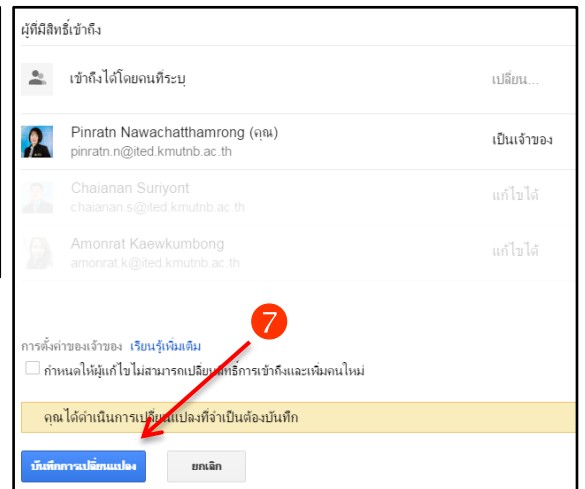 ผู้ที่มีสิทธิ์เข้าถึง
เข้าถึงได้โดยคนที่ระบุ เปลี่ยน...
Pinratn Nawachatthamrong (คุณ) เป็นเจ้าของ
pinratn.n@ited.kmutnb.ac.th
Chaianan Suriyont แก้ไขได้
chaianan.s@ited.kmutnb.ac.th
Amonrat Kaewkumbong แก้ไขได้
amonrat.k@ited.kmutnb.ac.th
7
การตั้งค่าของเจ้าของ เรียนรู้เพิ่มเติม
กำหนดให้ผู้แก้ไขไม่สามารถเปลี่ยนสิทธิ์การเข้าถึงและเพิ่มคนใหม่
คุณได้ดำเนินการเปลี่ยนแปลงที่จำเป็นต้องบันทึก
บันทึกการเปลี่ยนแปลง ยกเลิก